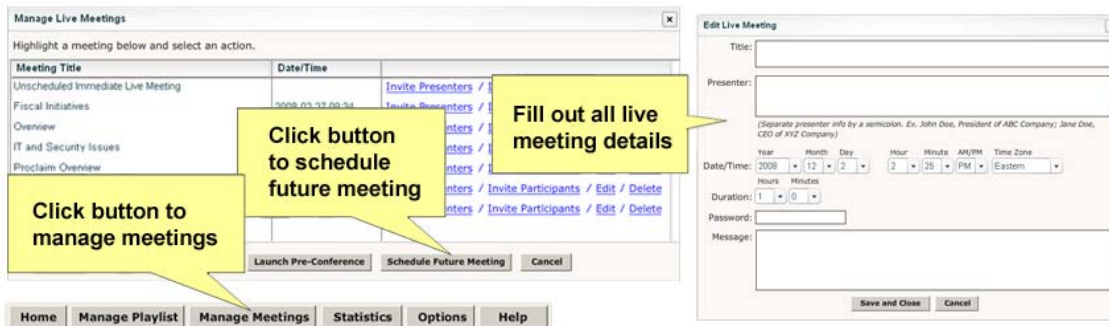 Manage Live Meetings
Highlight a meeting below and select an action.
Meeting Title Date/Time
Unscheduled Immediate Live Meeting Invite Presenters /
Fiscal Initiatives 2008-02-27 09:34 Invite Presenters /
Overview
IT and Security Issues
Proclaim Overview
/ Invite Participants / Edit / Delete
/ Invite Participants / Edit / Delete
Click button to
manage meetings
Click button
to schedule
future meeting
Fill out all live
meeting details
Launch Pre-Conference Schedule Future Meeting Cancel
Home Manage Playlist Manage Meetings Statistics Options Help
Edit Live Meeting
Title:
Presenter:
(Separate presenter info by a semicolon. Ex. John Doe, President of ABC Company; Jane Doe,
CEO of XYZ Company)
Year Month Day Hour Minute AM/PM Time Zone
Date/Time: 2008 12 2 2 25 PM Eastern
Hours Minutes
Duration: 1 0
Password:
Message:
Save and Close Cancel